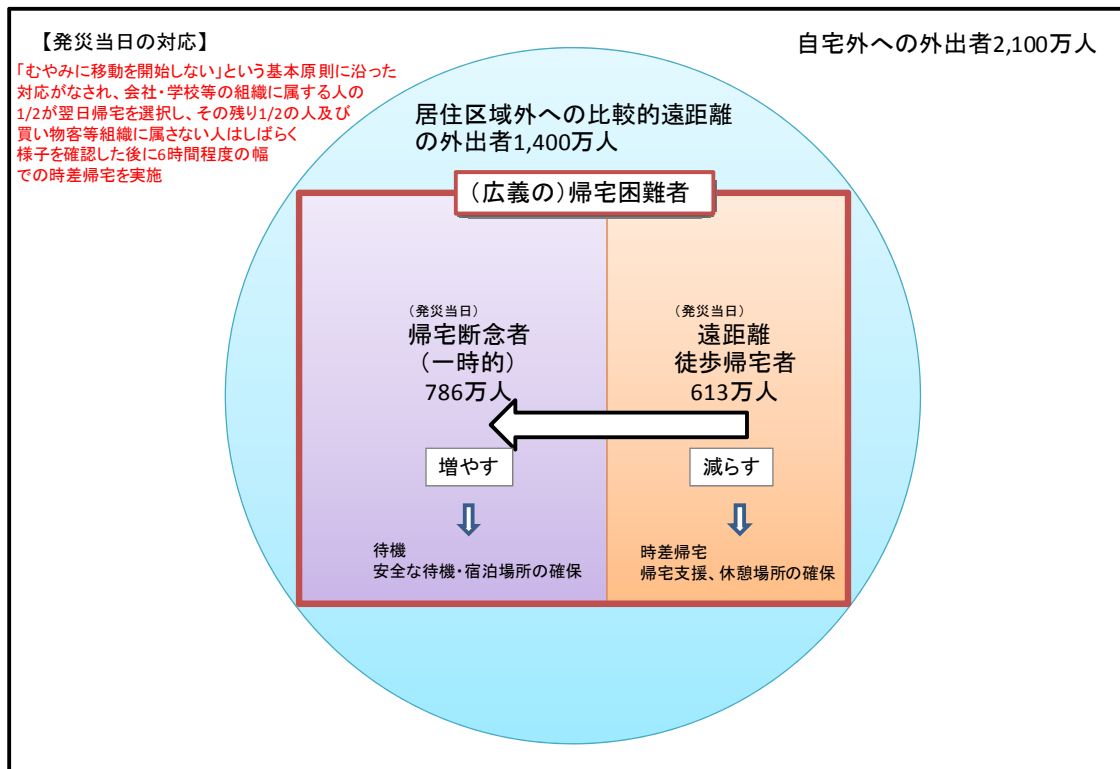 【発災当日の対応】
自宅外への外出者2,100万人
「むやみに移動を開始しない」という基本原則に沿った
対応がなされ、会社・学校等の組織に属する人の
1/2が翌日帰宅を選択し、その残り1/2の人及び
買い物客等組織に属さない人はしばらく
様子を確認した後に6時間程度の幅
での時差帰宅を実施
居住区域外への比較的遠距離
の外出者1,400万人
（広義の）帰宅困難者
（発災当日）
帰宅断念者
（一時的）
786万人
増やす
待機
安全な待機・宿泊場所の確保
（発災当日）
遠距離
徒歩帰宅者
613万人
減らす
時差帰宅
帰宅支援、休憩場所の確保